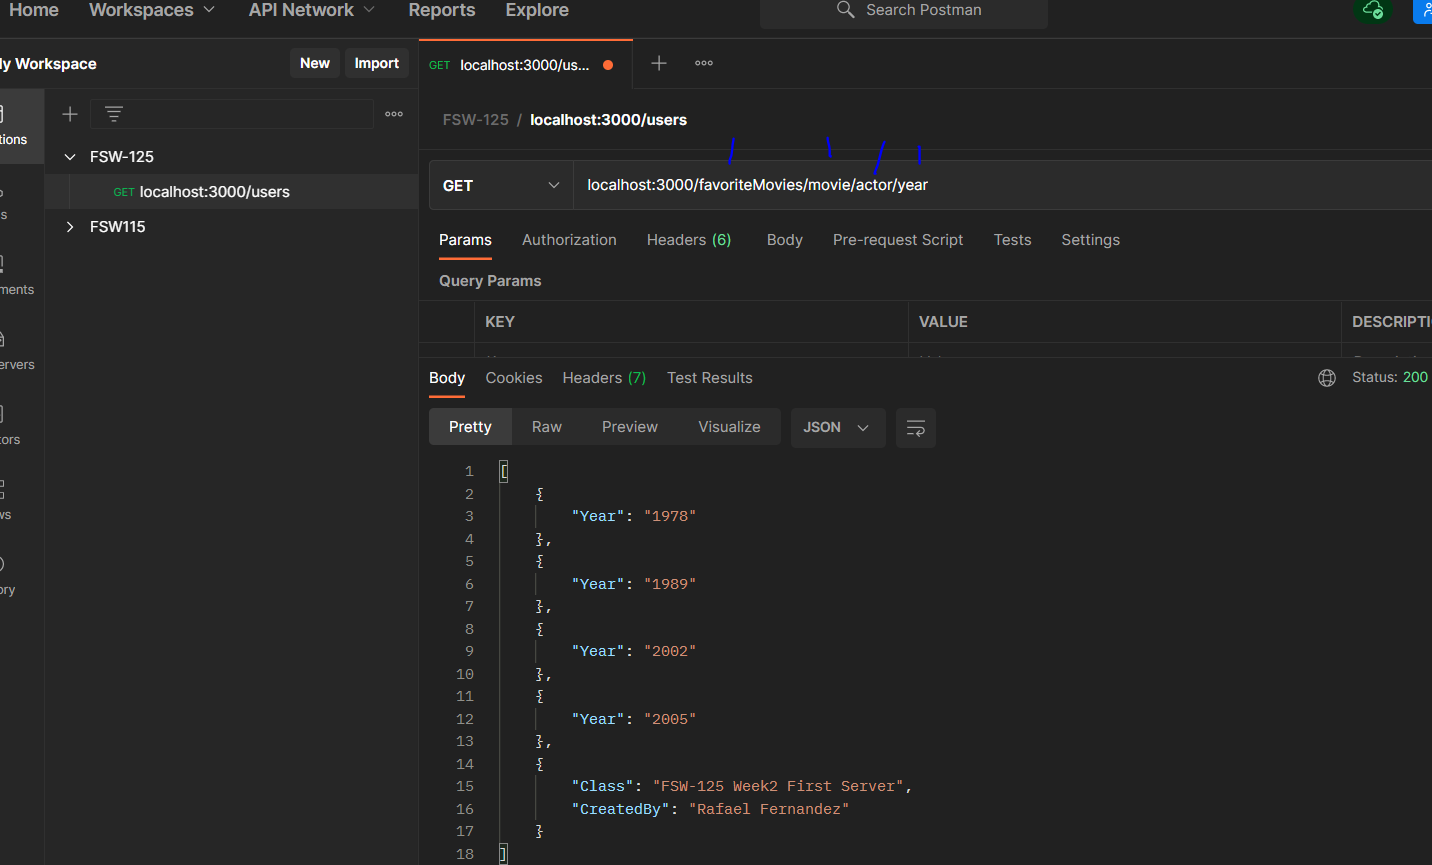 Home Workspaces API Network Reports Explore Search Postman
My Workspace New Import GET localhost:3000/us...
FSW-125 / localhost:3000/users
FSW-125
GET localhost:3000/users
FSW115
GET localhost:3000/favoriteMovies/movie/actor/year
Params Authorization Headers (6) Body Pre-request Script Tests Settings
Query Params
KEY VALUE DESCRIPTI
Body Cookies Headers (7) Test Results Status: 200
Pretty Raw Preview Visualize JSON
1 [
2 {
3 "Year": "1978"
4 },
5 {
6 "Year": "1989"
7 },
8 {
9 "Year": "2002"
10 },
11 {
12 "Year": "2005"
13 },
14 {
15 "Class": "FSW-125 Week2 First Server",
16 "CreatedBy": "Rafael Fernandez"
17 }
18 ]
tions
s
ments
ervers
tors
ws
ory